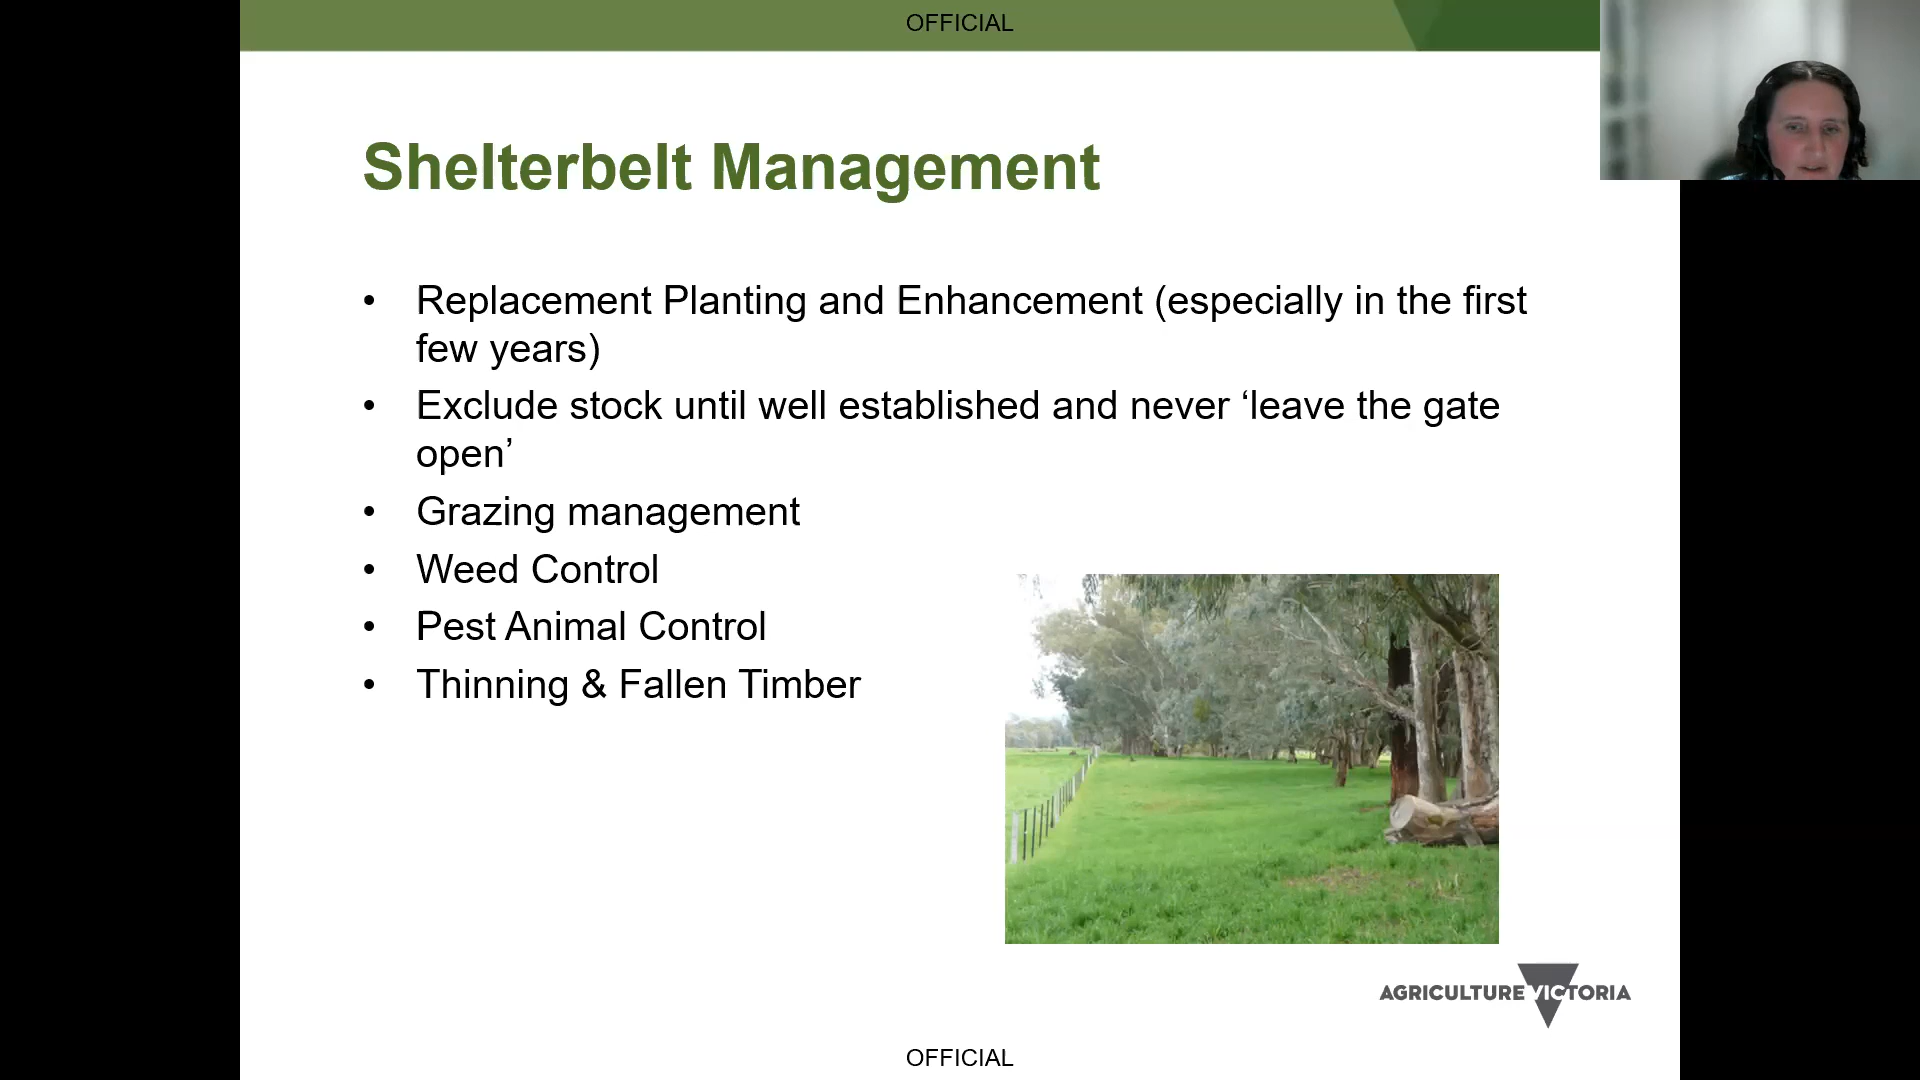 OFFICIAL
Shelterbelt Management
• Replacement Planting and Enhancement (especially in the first
few years)
• Exclude stock until well established and never ‘leave the gate
open’
• Grazing management
• Weed Control
• Pest Animal Control
• Thinning & Fallen Timber
AGRICULTURE VICTORIA
OFFICIAL